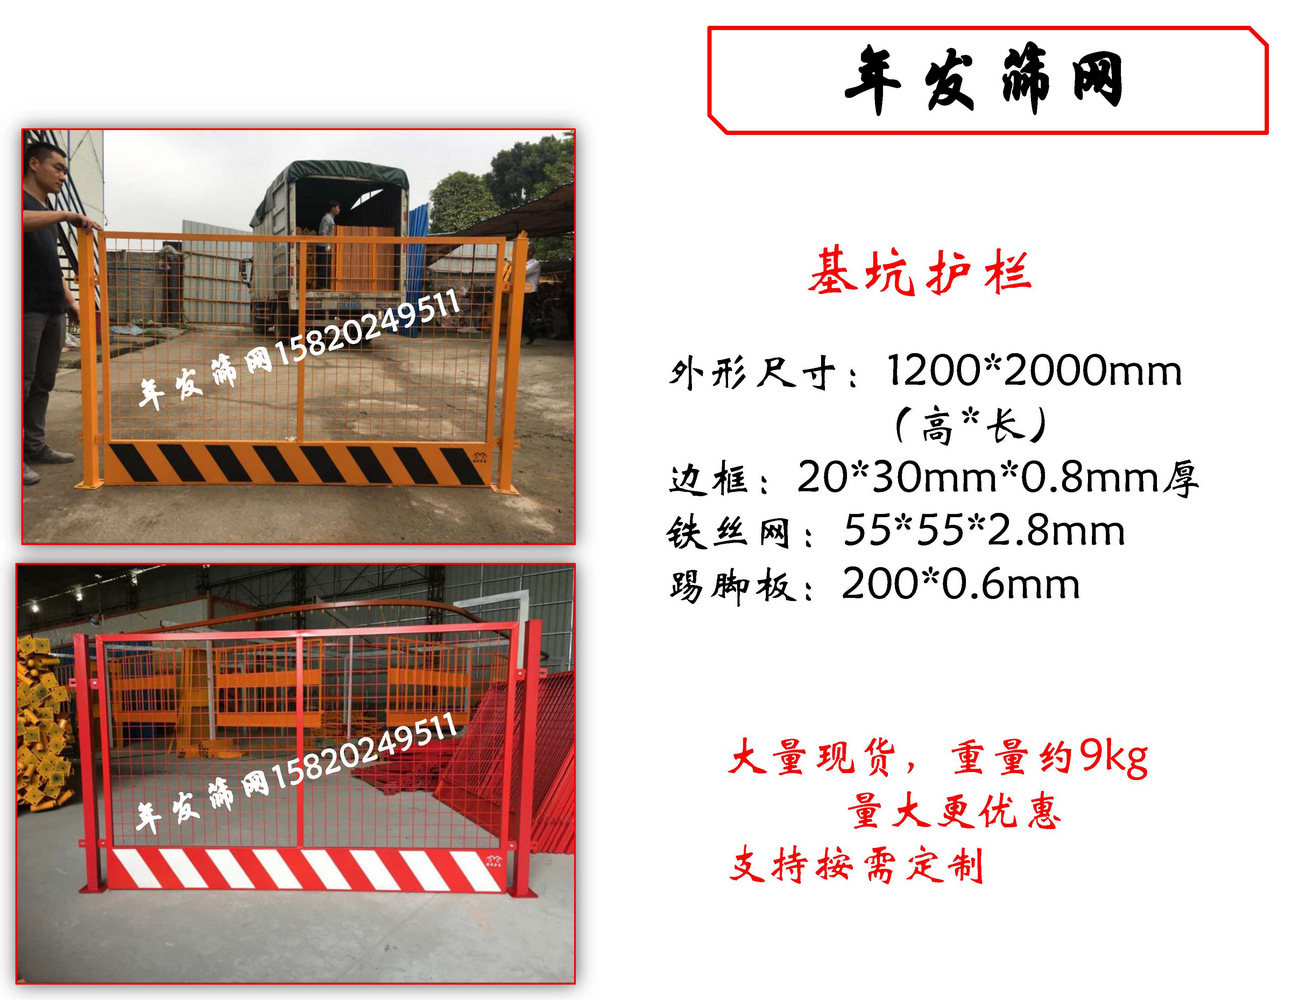 年发筛网
年发筛网15820249511
年发筛网15820249511
基坑护栏
外形尺寸：1200*2000mm
（高*长）
边框：20*30mm*0.8mm厚
铁丝网：55*55*2.8mm
踢脚板：200*0.6mm
大量现货，重量约9kg
量大更优惠
支持按需定制